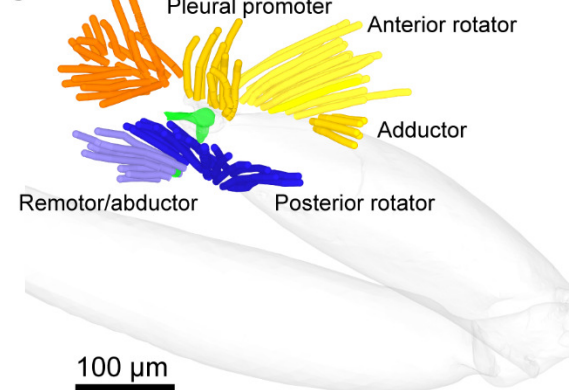 Pleural promoter
Anterior rotator
Adductor
Remotor/abductor
Posterior rotator
100 µm